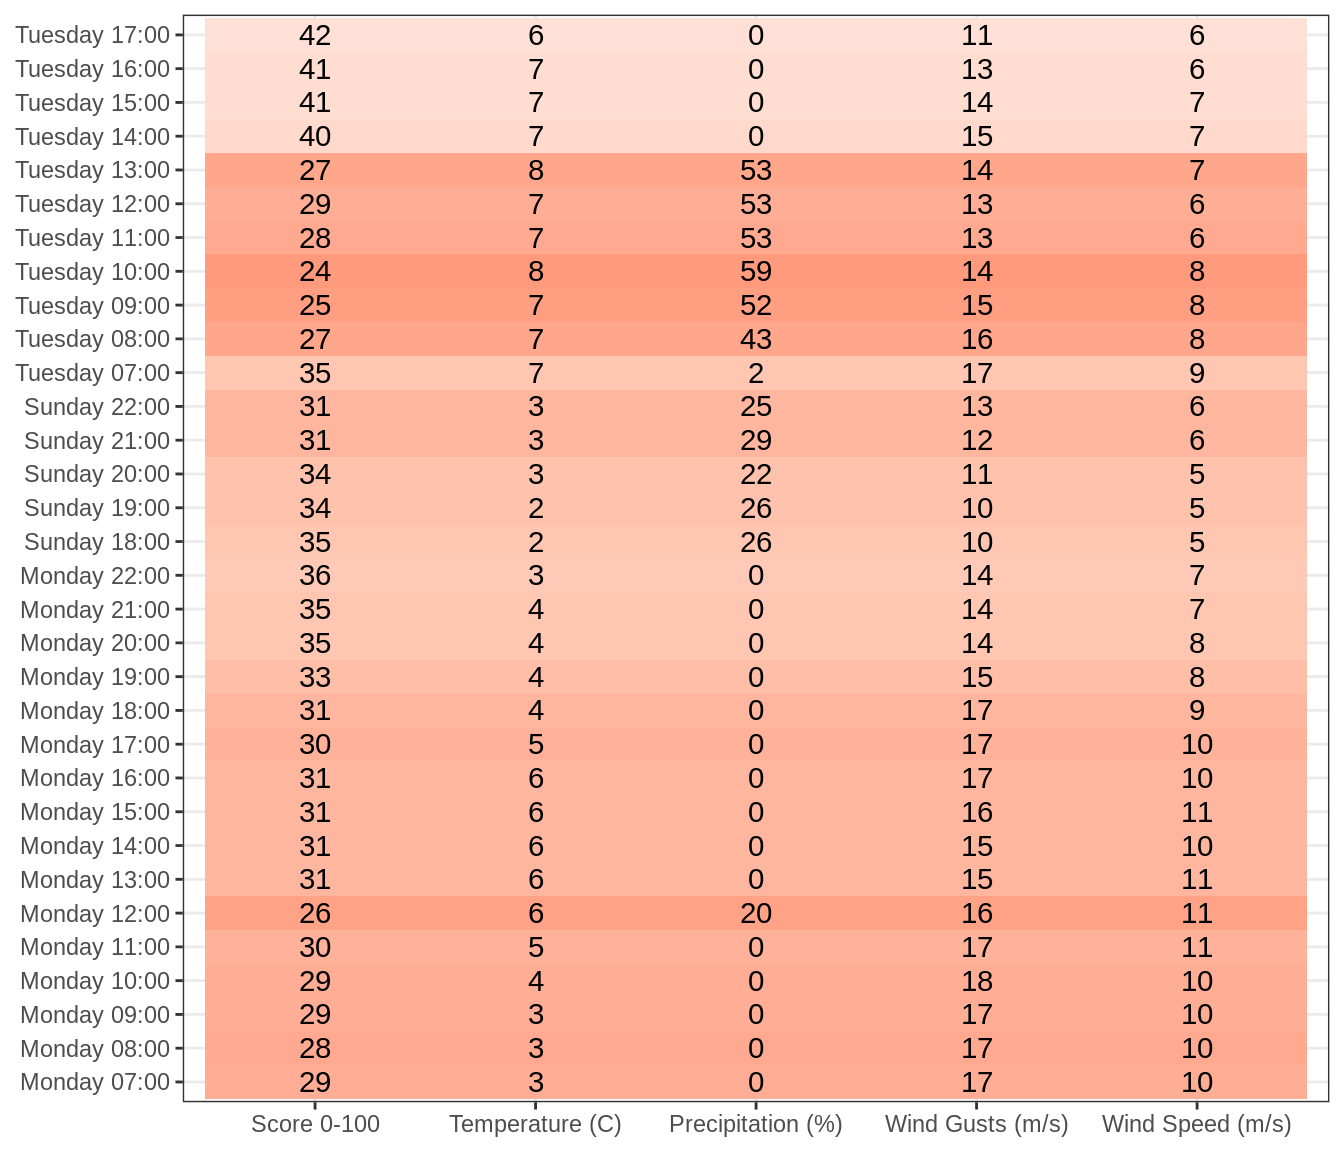 Tuesday 17:00 42 6 0 11 6
Tuesday 16:00 41 7 0 13 6
Tuesday 15:00 41 7 0 14 7
Tuesday 14:00 40 7 0 15 7
Tuesday 13:00 27 8 53 14 7
Tuesday 12:00 29 7 53 13 6
Tuesday 11:00 28 7 53 13 6
Tuesday 10:00 24 8 59 14 8
Tuesday 09:00 25 7 52 15 8
Tuesday 08:00 27 7 43 16 8
Tuesday 07:00 35 7 2 17 9
Sunday 22:00 31 3 25 13 6
Sunday 21:00 31 3 29 12 6
Sunday 20:00 34 3 22 11 5
Sunday 19:00 34 2 26 10 5
Sunday 18:00 35 2 26 10 5
Monday 22:00 36 3 0 14 7
Monday 21:00 35 4 0 14 7
Monday 20:00 35 4 0 14 8
Monday 19:00 33 4 0 15 8
Monday 18:00 31 4 0 17 9
Monday 17:00 30 5 0 17 10
Monday 16:00 31 6 0 17 10
Monday 15:00 31 6 0 16 11
Monday 14:00 31 6 0 15 10
Monday 13:00 31 6 0 15 11
Monday 12:00 26 6 20 16 11
Monday 11:00 30 5 0 17 11
Monday 10:00 29 4 0 18 10
Monday 09:00 29 3 0 17 10
Monday 08:00 28 3 0 17 10
Monday 07:00 29 3 0 17 10
Score 0-100 Temperature (C) Precipitation (%) Wind Gusts (m/s) Wind Speed (m/s)